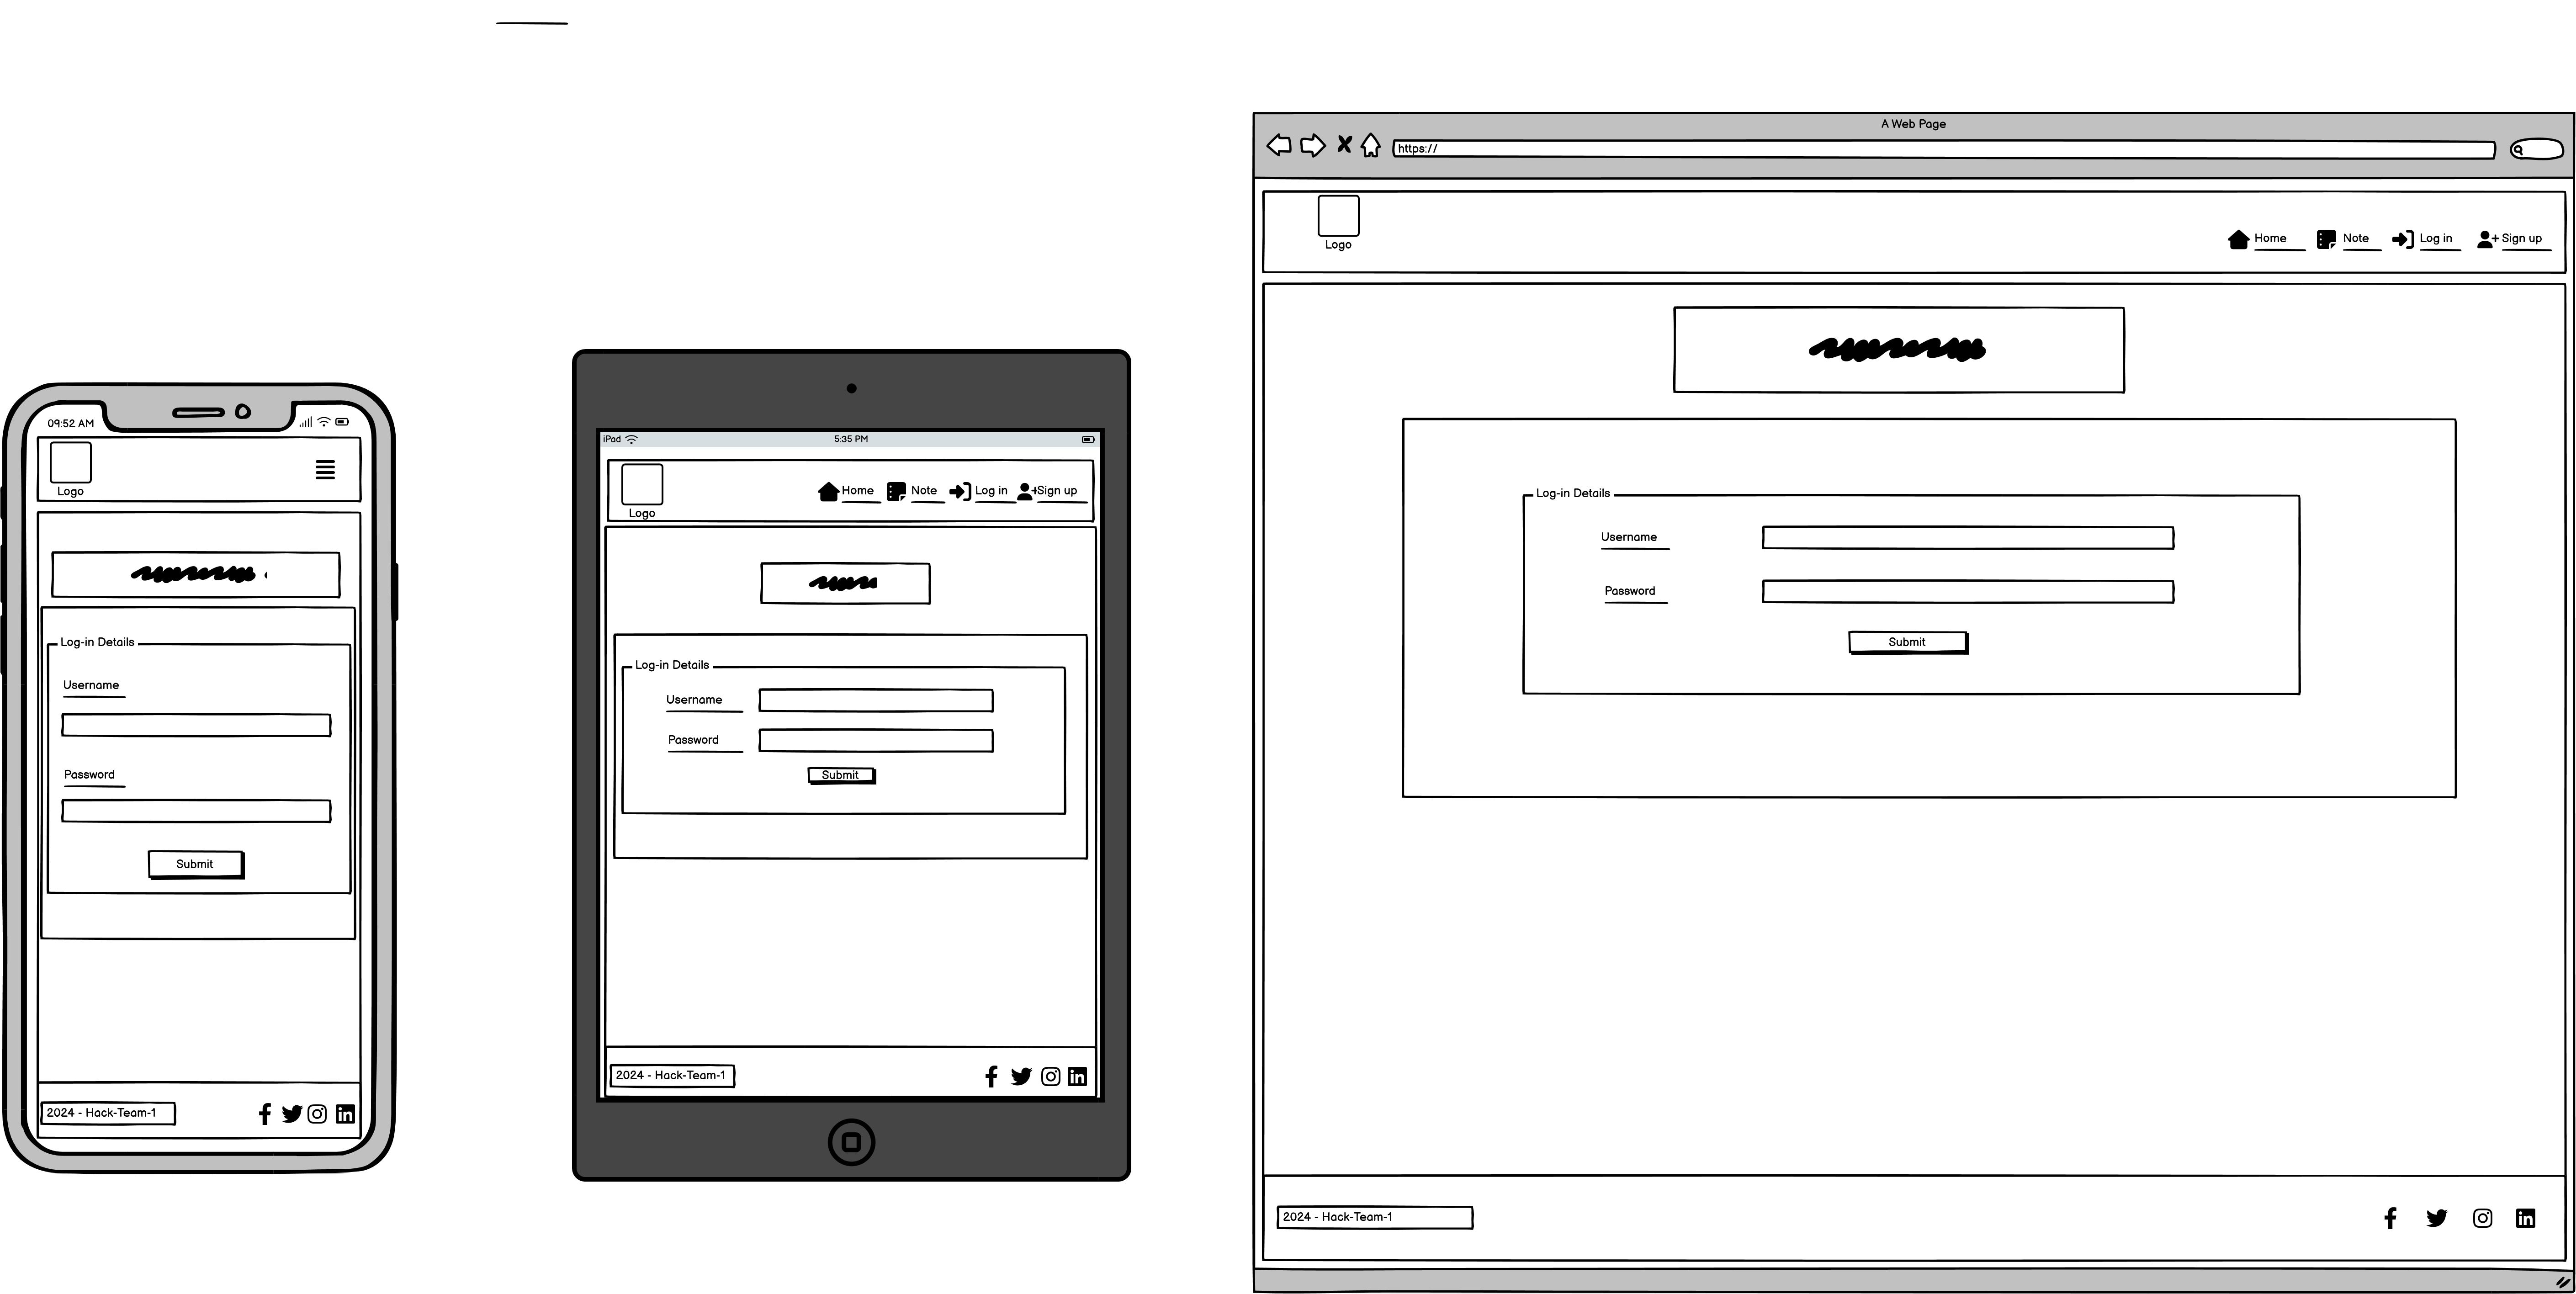 09:52 AM
Logo
Log-in Details
Username
Password
Submit
2024 - Hack-Team-1
iPad
5:35 PM
Logo
Home Note Log in Sign up
Log-in Details
Username
Password
Submit
2024 - Hack-Team-1
A Web Page
https://
Logo
Home Note Log in Sign up
Log-in Details
Username
Password
Submit
2024 - Hack-Team-1